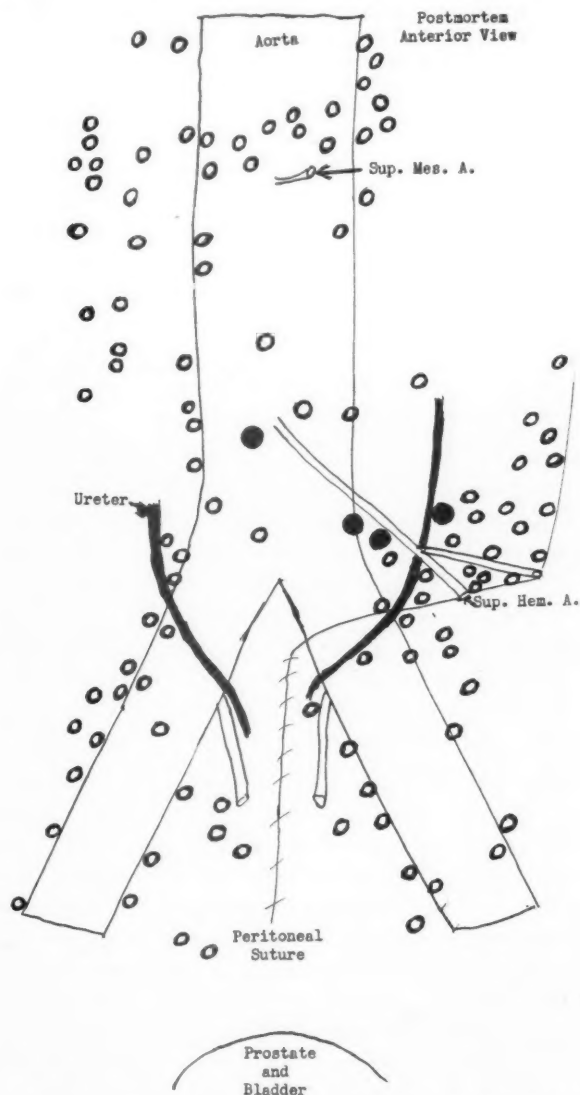 Postmortem
Anterior View
Aorta
Sup. Mes. A.
Ureter
Sup. Hem. A.
Peritoneal
Suture
Prostate
and
Bladder